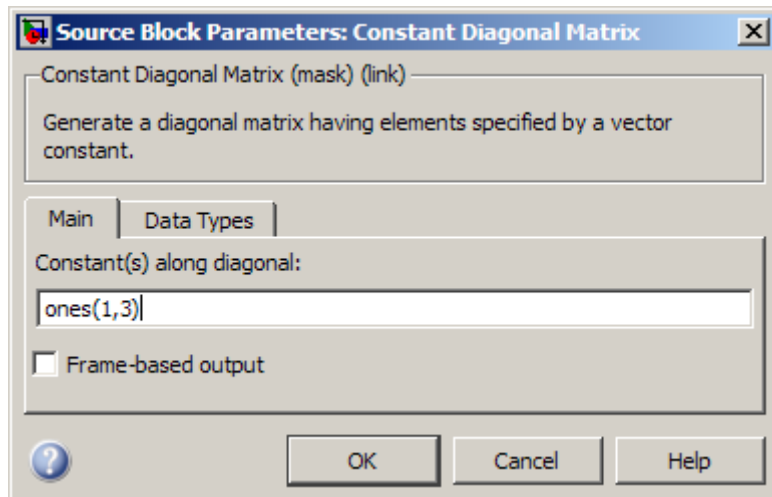 Source Block Parameters: Constant Diagonal Matrix
Constant Diagonal Matrix (mask) (link)
Generate a diagonal matrix having elements specified by a vector
constant.
Main
Data Types
Constant(s) along diagonal:
ones(1,3)
Frame-based output
OK
Cancel
Help